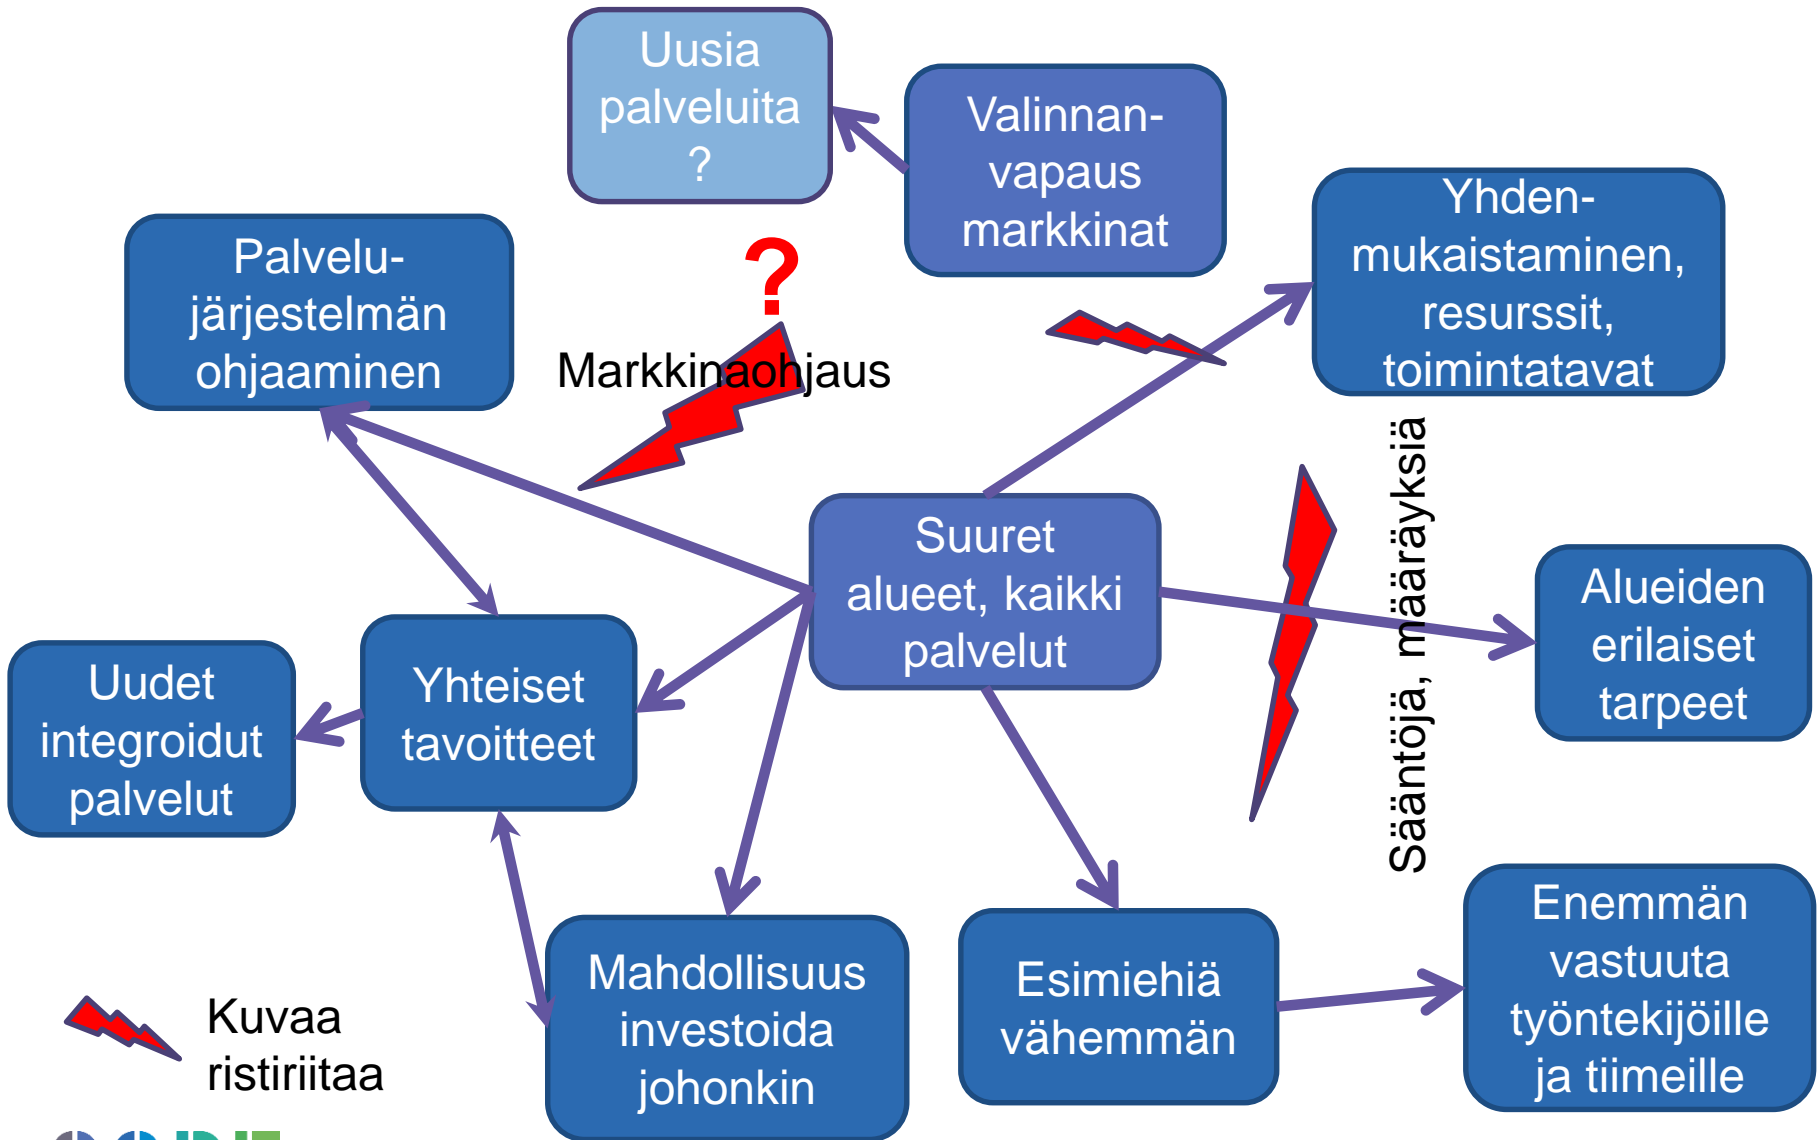 Uusia
palveluita
?
Valinnan-
vapaus
markkinat
Yhden-
mukaistaminen,
resurssit,
toimintatavat
Palvelu-
järjestelmän
ohjaaminen
?
Markkinaohjaus
Suuret
alueet, kaikki
palvelut
Sääntöjä, määräyksiä
Alueiden
erilaiset
tarpeet
Uudet
integroidut
palvelut
Yhteiset
tavoitteet
Mahdollisuus
investoida
johonkin
Esimiehiä
vähemmän
Enemmän
vastuuta
työntekijöille
ja tiimeille
Kuvaa
ristiriitaa